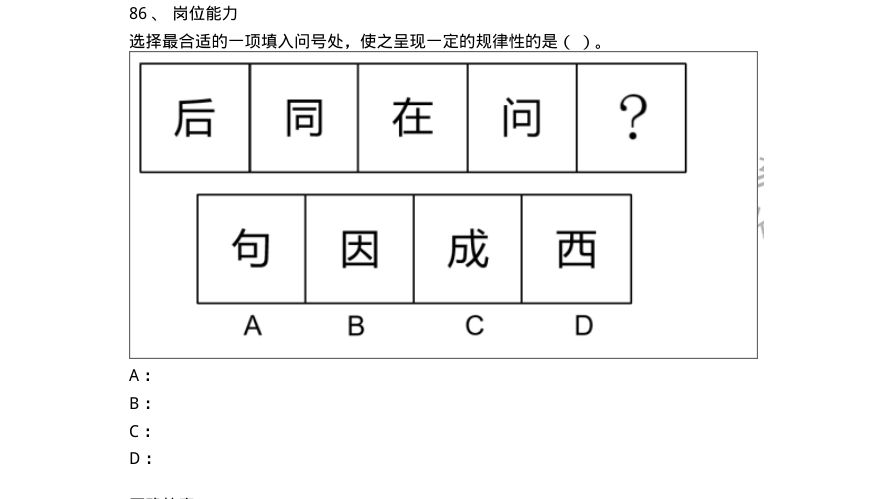 86 、 岗位能力
选择最合适的一项填入问号处，使之呈现一定的规律性的是（ ）。
后 同 在 问 ？
句 因 成 西
A B C D
A：
B：
C：
D：